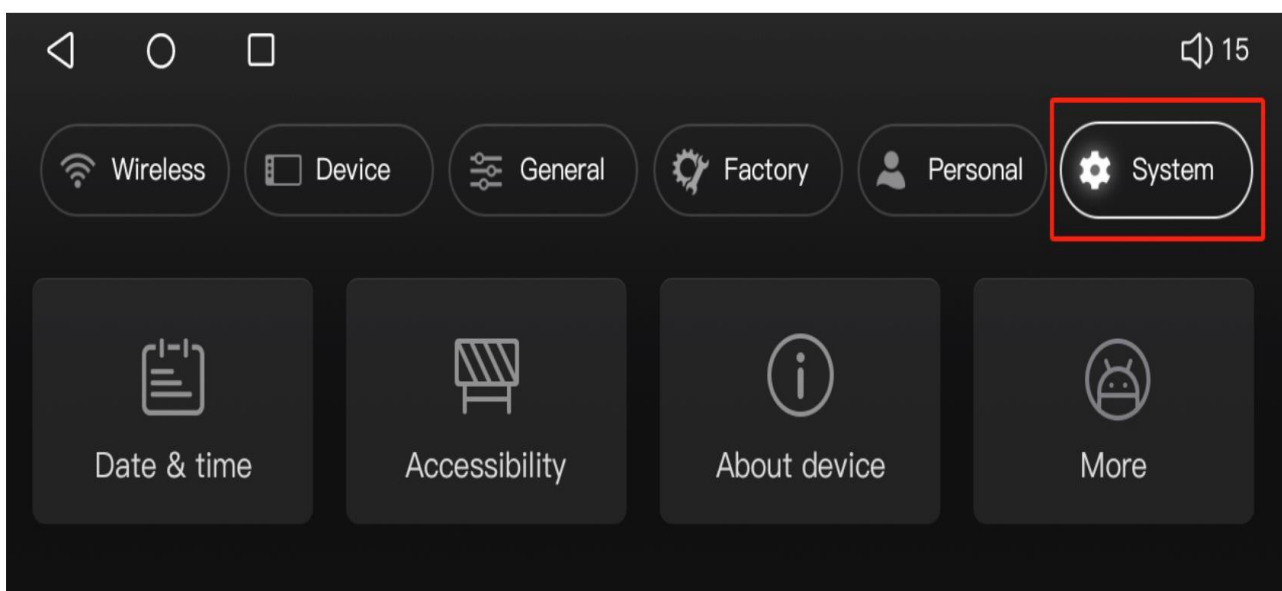 15
Wireless Device General Factory Personal System
Date & time Accessibility About device More